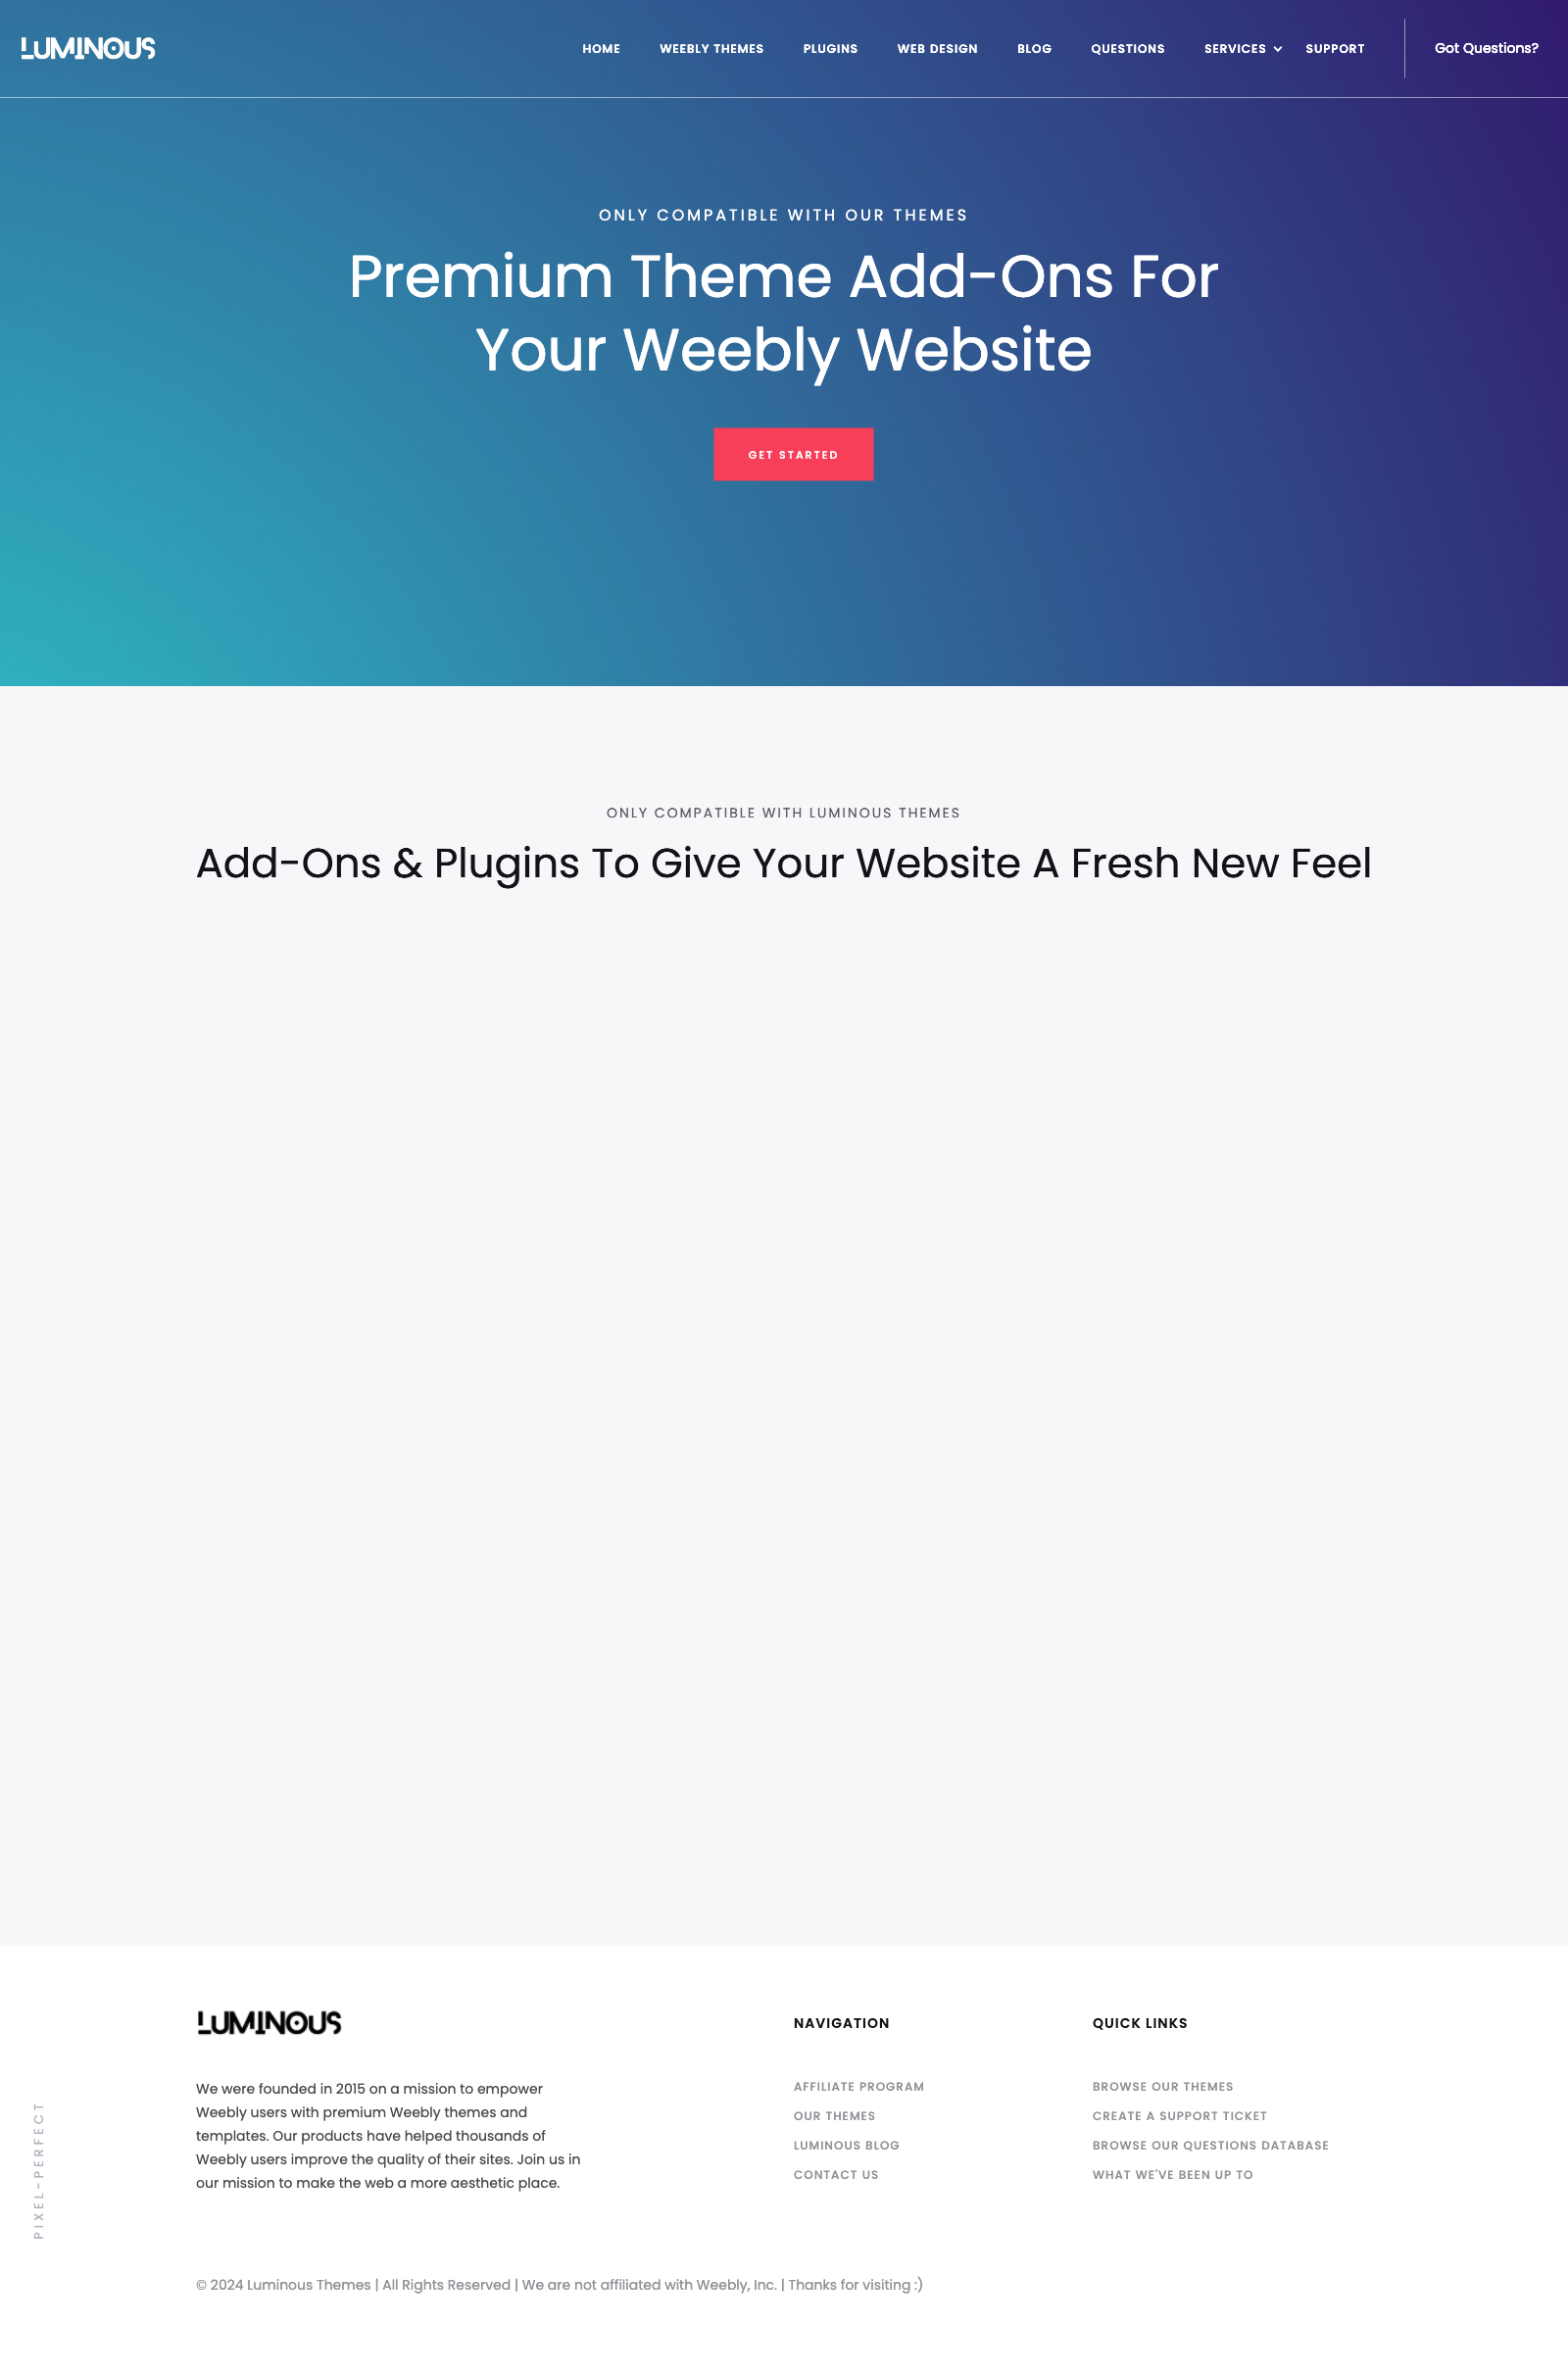 LUMINOUS
HOME WEEBLY THEMES PLUGINS WEB DESIGN BLOG QUESTIONS SERVICES SUPPORT Got Questions?
ONLY COMPATIBLE WITH OUR THEMES
Premium Theme Add-Ons For
Your Weebly Website
GET STARTED
ONLY COMPATIBLE WITH LUMINOUS THEMES
Add-Ons & Plugins To Give Your Website A Fresh New Feel
LUMINOUS
We were founded in 2015 on a mission to empower
Weebly users with premium Weebly themes and
templates. Our products have helped thousands of
Weebly users improve the quality of their sites. Join us in
our mission to make the web a more aesthetic place.
NAVIGATION
AFFILIATE PROGRAM
OUR THEMES
LUMINOUS BLOG
CONTACT US
QUICK LINKS
BROWSE OUR THEMES
CREATE A SUPPORT TICKET
BROWSE OUR QUESTIONS DATABASE
WHAT WE'VE BEEN UP TO
PIXEL-PERFECT
© 2024 Luminous Themes | All Rights Reserved | We are not affiliated with Weebly, Inc. | Thanks for visiting :)